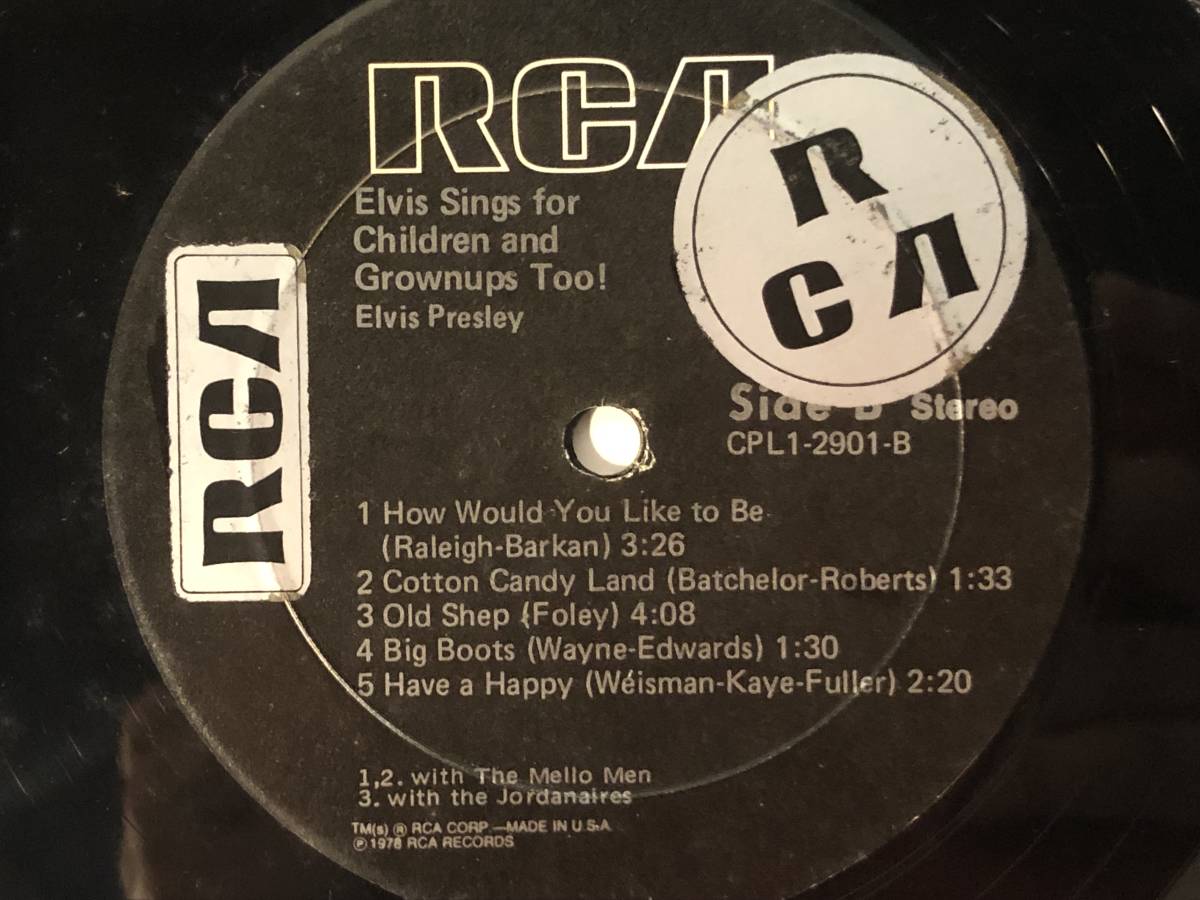 RCA
Elvis Sings for
Children and
Grownups Too!
Elvis Presley
RCA
R
C A
Side B Stereo
CPL1-2901-B
1 How Would You Like to Be
(Raleigh-Barkan) 3:26
2 Cotton Candy Land (Batchelor-Roberts) 1:33
3 Old Shep (Foley) 4:08
4 Big Boots (Wayne-Edwards) 1:30
5 Have a Happy (Weisman-Kaye-Fuller) 2:20
1,2. with The Mello Men
3. with the Jordanaires
TM(s) ® RCA CORP.—MADE IN U.S.A.
℗ 1978 RCA RECORDS